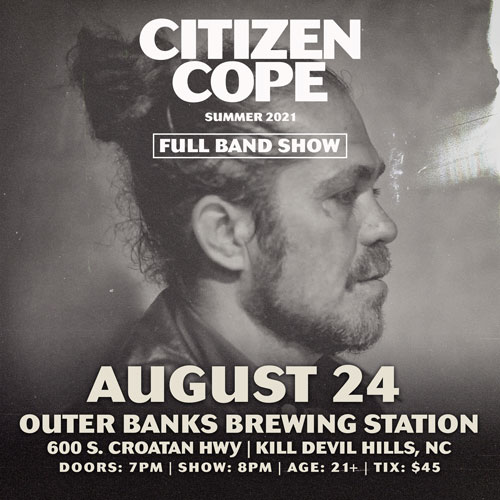 CITIZEN
COPE
SUMMER 2021
FULL BAND SHOW
AUGUST 24
OUTER BANKS BREWING STATION
600 S. CROATAN HWY | KILL DEVIL HILLS, NC
DOORS: 7PM | SHOW: 8PM | AGE: 21+ | TIX: $45